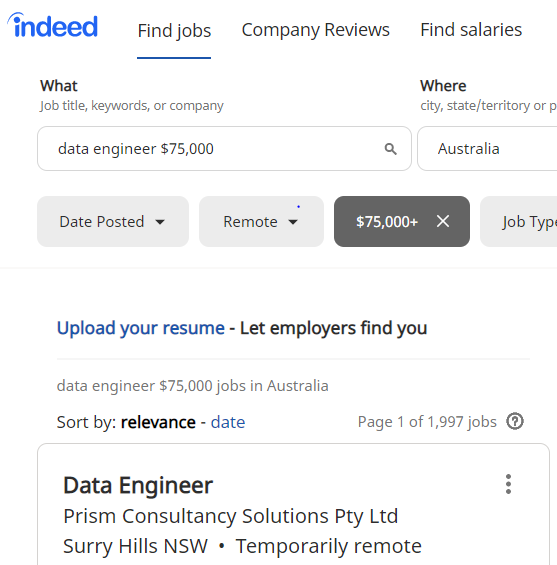 indeed
Find jobs Company Reviews Find salaries
What Where
Job title, keywords, or company city, state/territory or p
data engineer $75,000 Australia
Date Posted Remote $75,000+ Job Type
Upload your resume - Let employers find you
data engineer $75,000 jobs in Australia
Sort by: relevance - date Page 1 of 1,997 jobs ?
Data Engineer
Prism Consultancy Solutions Pty Ltd
Surry Hills NSW • Temporarily remote